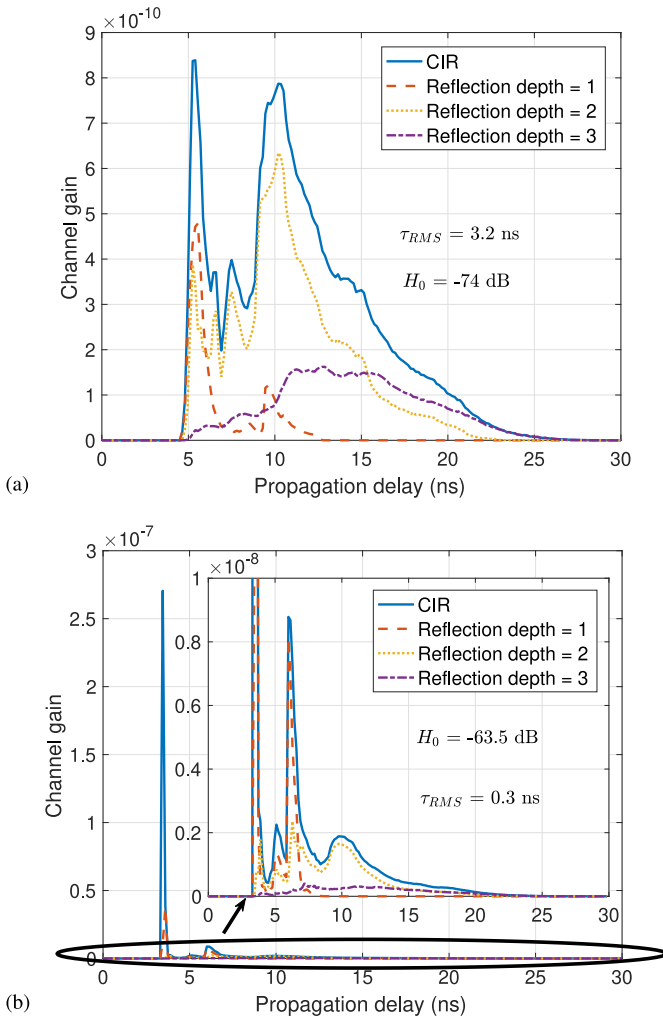 ×10-10
9
8
7
6
5
4
3
2
1
0
Channel gain
CIR
Reflection depth = 1
Reflection depth = 2
Reflection depth = 3
τRMS = 3.2 ns
H0 = -74 dB
0 5 10 15 20 25 30
Propagation delay (ns)
(a)
×10-7
3
2.5
2
1.5
1
0.5
0
Channel gain
×10-8
1
0.8
0.6
0.4
0.2
0
CIR
Reflection depth = 1
Reflection depth = 2
Reflection depth = 3
H0 = -63.5 dB
τRMS = 0.3 ns
0 5 10 15 20 25 30
0 5 10 15 20 25 30
Propagation delay (ns)
(b)